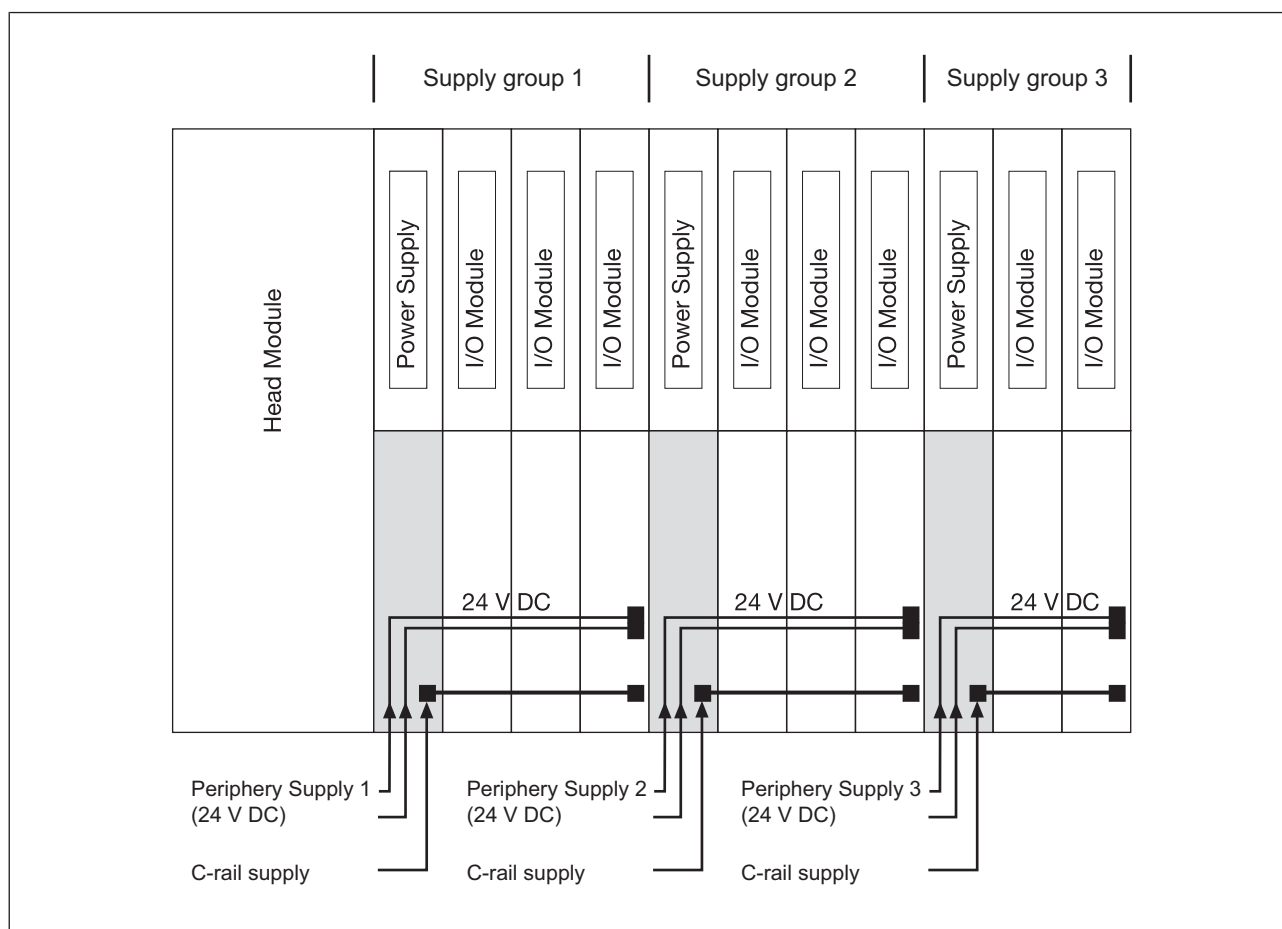 Supply group 1
Supply group 2
Supply group 3
Head Module
Power Supply
I/O Module
I/O Module
I/O Module
Power Supply
I/O Module
I/O Module
I/O Module
Power Supply
I/O Module
I/O Module
24 V DC
24 V DC
24 V DC
Periphery Supply 1
(24 V DC)
Periphery Supply 2
(24 V DC)
Periphery Supply 3
(24 V DC)
C-rail supply
C-rail supply
C-rail supply